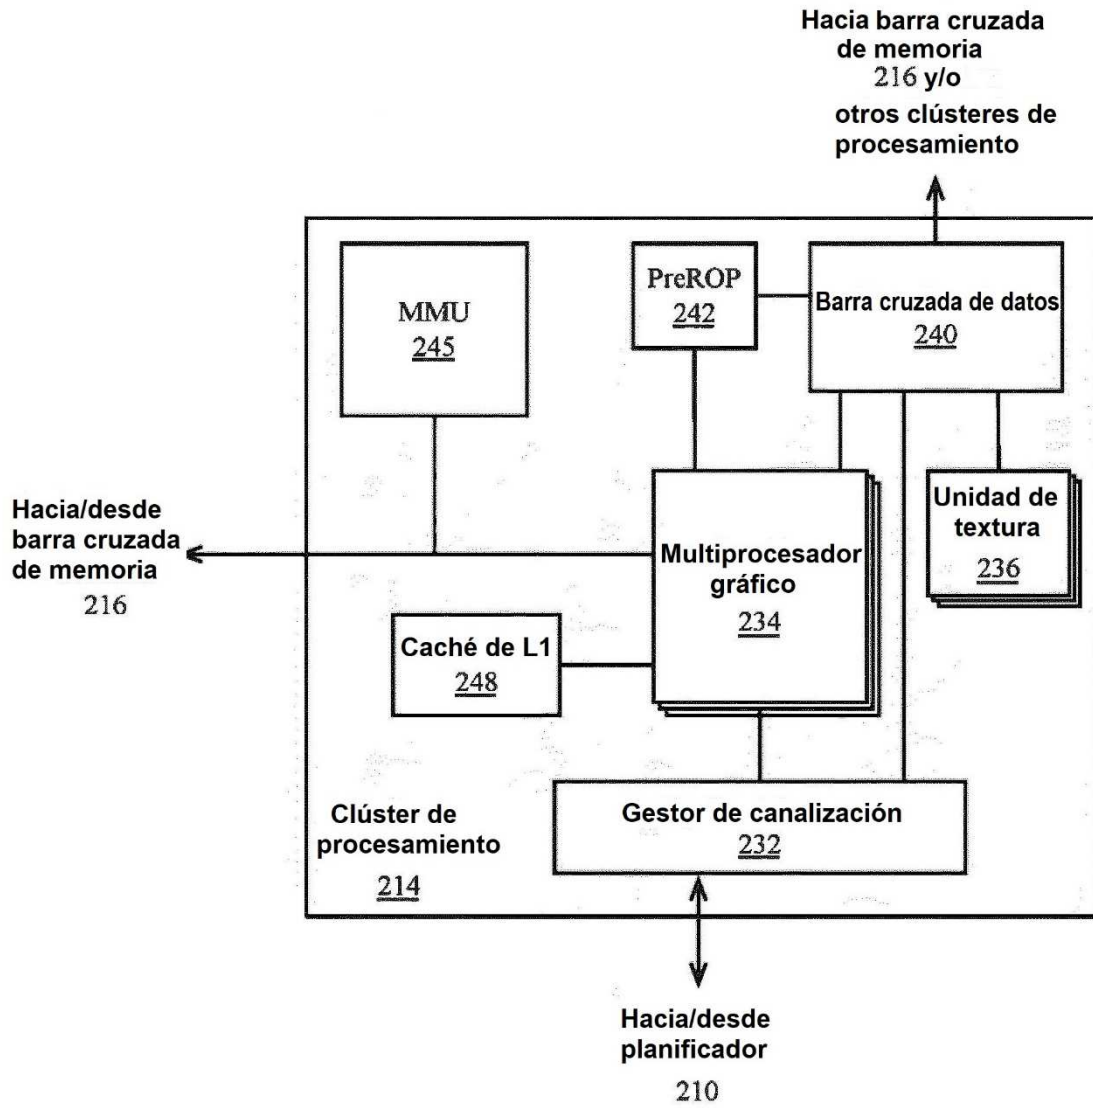 Hacia barra cruzada
de memoria
216 y/o
otros clústeres de
procesamiento
MMU
245
PreROP
242
Barra cruzada de datos
240
Hacia/desde
barra cruzada
de memoria
216
Unidad de
textura
236
Multiprocesador
gráfico
234
Caché de L1
248
Gestor de canalización
232
Clúster de
procesamiento
214
Hacia/desde
planificador
210